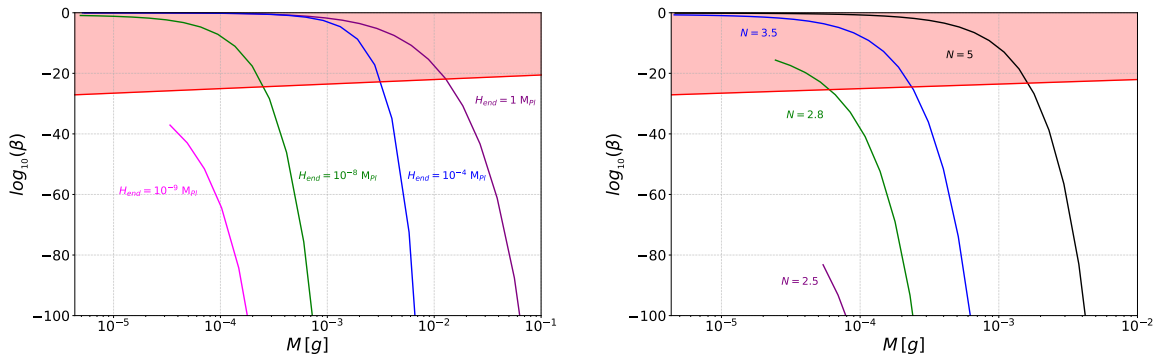 0
−20
−40
−60
−80
−100
log₁₀(β)
10⁻⁵
10⁻⁴
10⁻³
10⁻²
10⁻¹
M [g]
H_end = 1 M_Pl
H_end = 10⁻⁹ M_Pl
H_end = 10⁻⁸ M_Pl
H_end = 10⁻⁴ M_Pl
0
−20
−40
−60
−80
−100
log₁₀(β)
10⁻⁵
10⁻⁴
10⁻³
10⁻²
M [g]
N = 3.5
N = 5
N = 2.8
N = 2.5